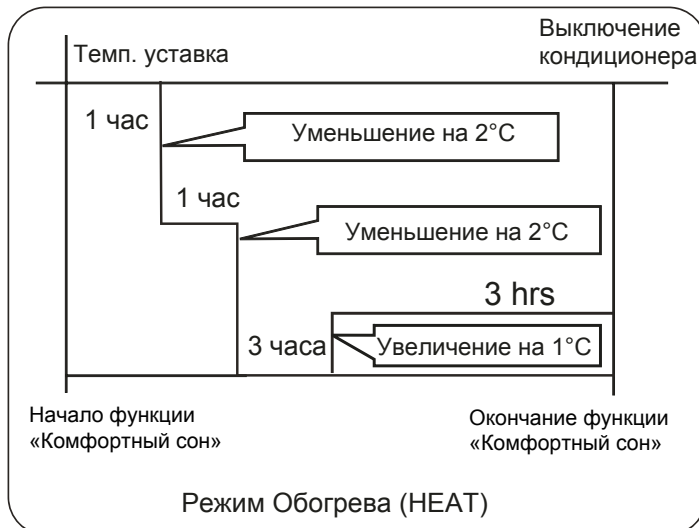 Выключение
кондиционера
Темп. уставка
1 час
Уменьшение на 2°C
1 час
Уменьшение на 2°C
3 hrs
3 часа
Увеличение на 1°C
Начало функции
«Комфортный сон»
Окончание функции
«Комфортный сон»
Режим Обогрева (HEAT)